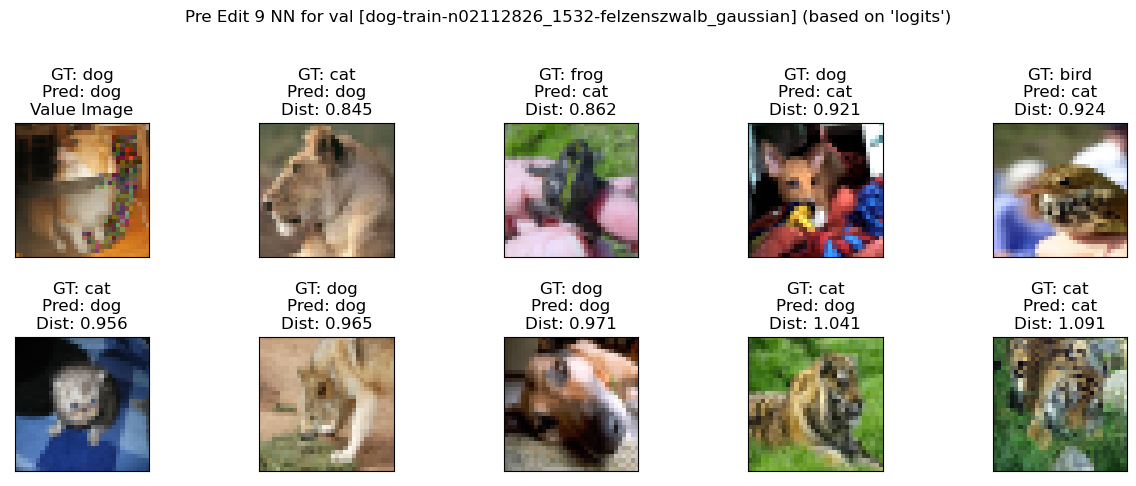 Pre Edit 9 NN for val [dog-train-n02112826_1532-felzenszwalb_gaussian] (based on 'logits')
GT: dog
Pred: dog
Value Image
GT: cat
Pred: dog
Dist: 0.845
GT: frog
Pred: cat
Dist: 0.862
GT: dog
Pred: cat
Dist: 0.921
GT: bird
Pred: cat
Dist: 0.924
GT: cat
Pred: dog
Dist: 0.956
GT: dog
Pred: dog
Dist: 0.965
GT: dog
Pred: dog
Dist: 0.971
GT: cat
Pred: dog
Dist: 1.041
GT: cat
Pred: cat
Dist: 1.091